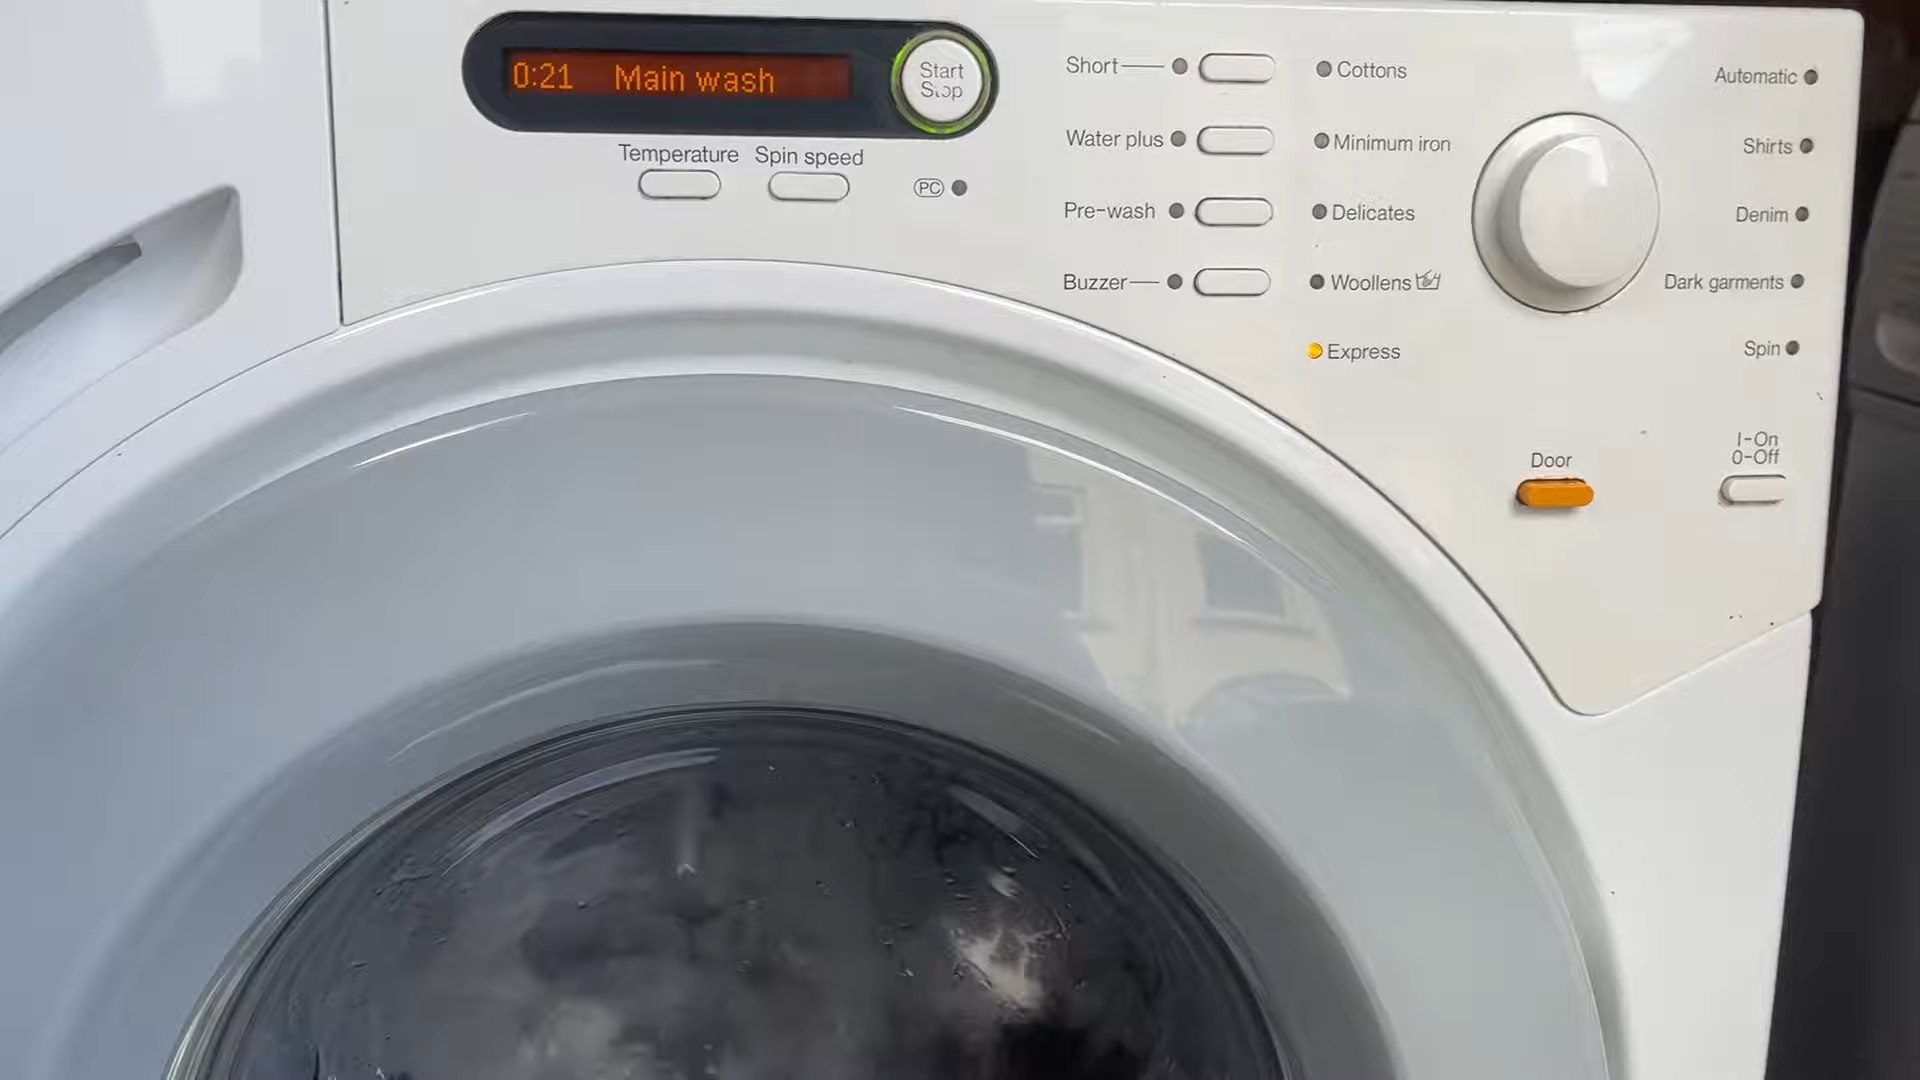 0:21 Main wash
Start
Stop
Temperature
Spin speed
PC
Short
Water plus
Pre-wash
Buzzer
Cottons
Minimum iron
Delicates
Woollens
Express
Automatic
Shirts
Denim
Dark garments
Spin
Door
I-On
0-Off